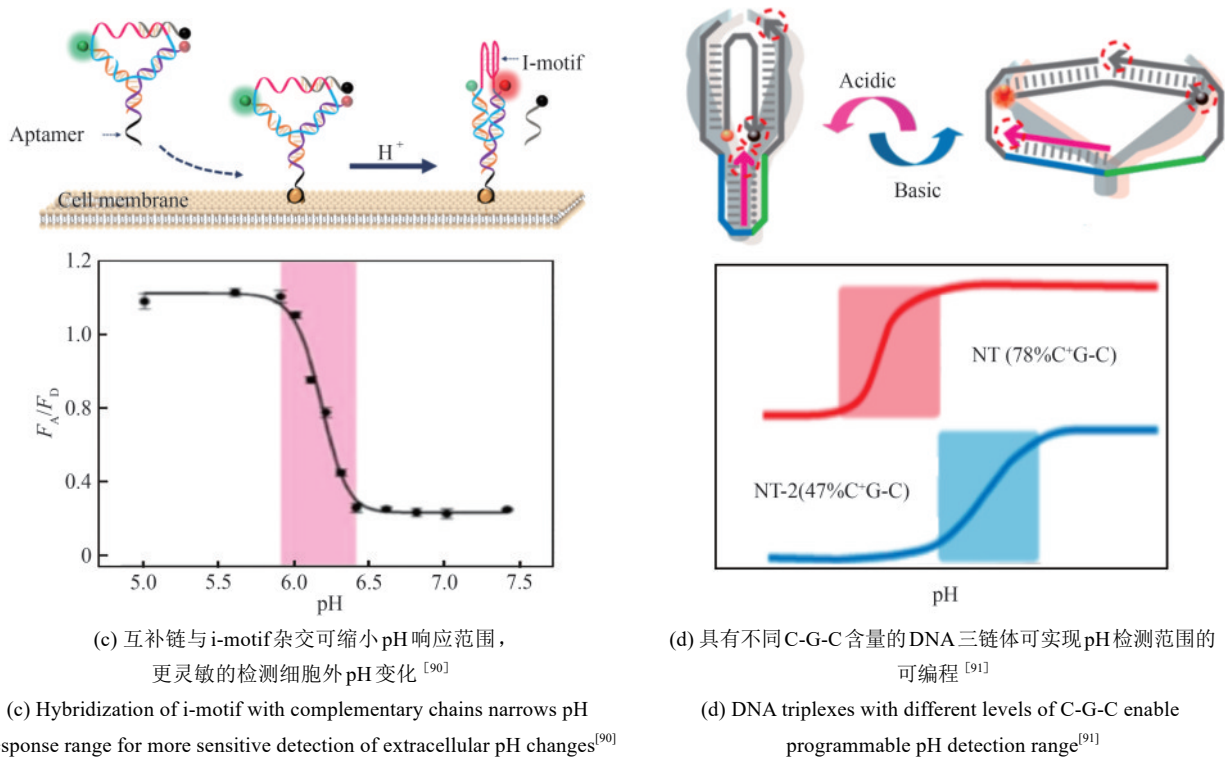 I-motif
Aptamer
H+
Cell membrane
1.2
1.0
0.8
0.4
0
FA/FD
5.0 5.5 6.0 6.5 7.0 7.5
pH
(c) 互补链与i-motif杂交可缩小pH响应范围，
更灵敏的检测细胞外pH变化[90]
(c) Hybridization of i-motif with complementary chains narrows pH
sponse range for more sensitive detection of extracellular pH changes[90]
Acidic
Basic
NT (78%C+G-C)
NT-2(47%C+G-C)
pH
(d) 具有不同C-G-C含量的DNA三链体可实现pH检测范围的
可编程[91]
(d) DNA triplexes with different levels of C-G-C enable
programmable pH detection range[91]